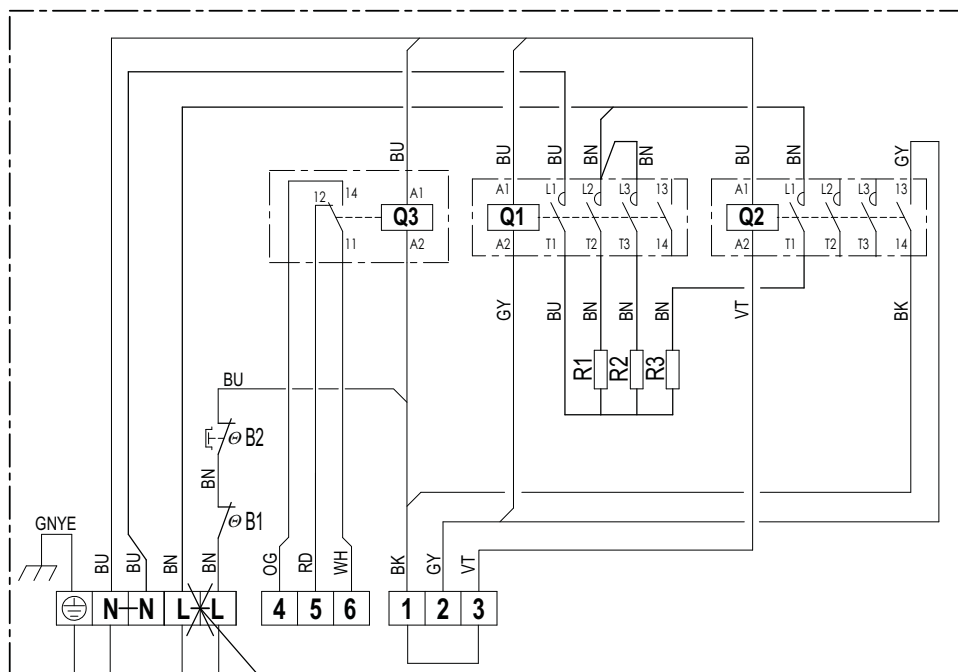 BU BU BU BN BN BU BN GY
14 A1 A1 L1 L2 L3 13 A1 L1 L2 L3 13
12 Q3 Q1 Q2
11 A2 A2 T1 T2 T3 14 A2 T1 T2 T3 14
GY BU BN BN BN VT BK
R1 R2 R3
BU
Θ B2
BN
Θ B1
GNYE
BU BU BN BN OG RD WH BK GY VT
N N L L 4 5 6 1 2 3